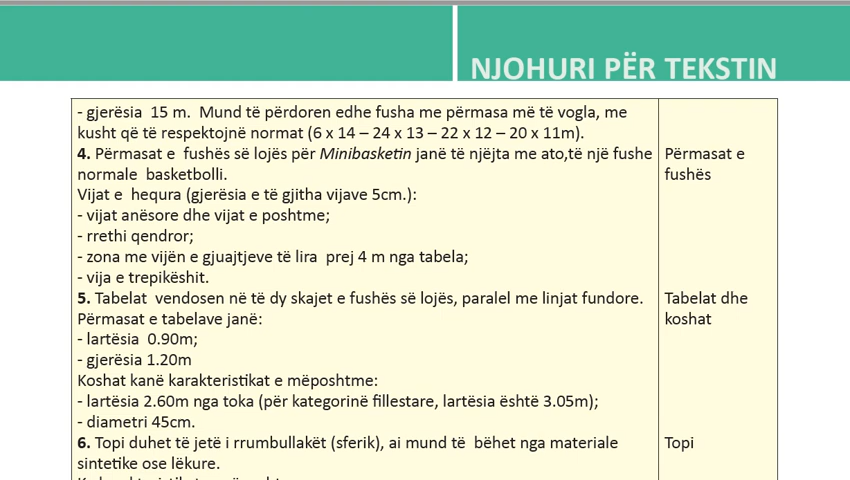 NJOHURI PËR TEKSTIN
- gjerësia 15 m. Mund të përdoren edhe fusha me përmasa më të vogla, me
kusht që të respektojnë normat (6 x 14 – 24 x 13 – 22 x 12 – 20 x 11m).
4. Përmasat e fushës së lojës për Minibasketin janë të njëjta me ato,të një fushe
normale basketbolli.
Përmasat e
fushës
Vijat e hequra (gjerësia e të gjitha vijave 5cm.):
- vijat anësore dhe vijat e poshtme;
- rrethi qendror;
- zona me vijën e gjuajtjeve të lira prej 4 m nga tabela;
- vija e trepikëshit.
5. Tabelat vendosen në të dy skajet e fushës së lojës, paralel me linjat fundore.
Përmasat e tabelave janë:
Tabelat dhe
koshat
- lartësia 0.90m;
- gjerësia 1.20m
Koshat kanë karakteristikat e mëposhtme:
- lartësia 2.60m nga toka (për kategorinë fillestare, lartësia është 3.05m);
- diametri 45cm.
6. Topi duhet të jetë i rrumbullakët (sferik), ai mund të bëhet nga materiale
sintetike ose lëkure.
Topi